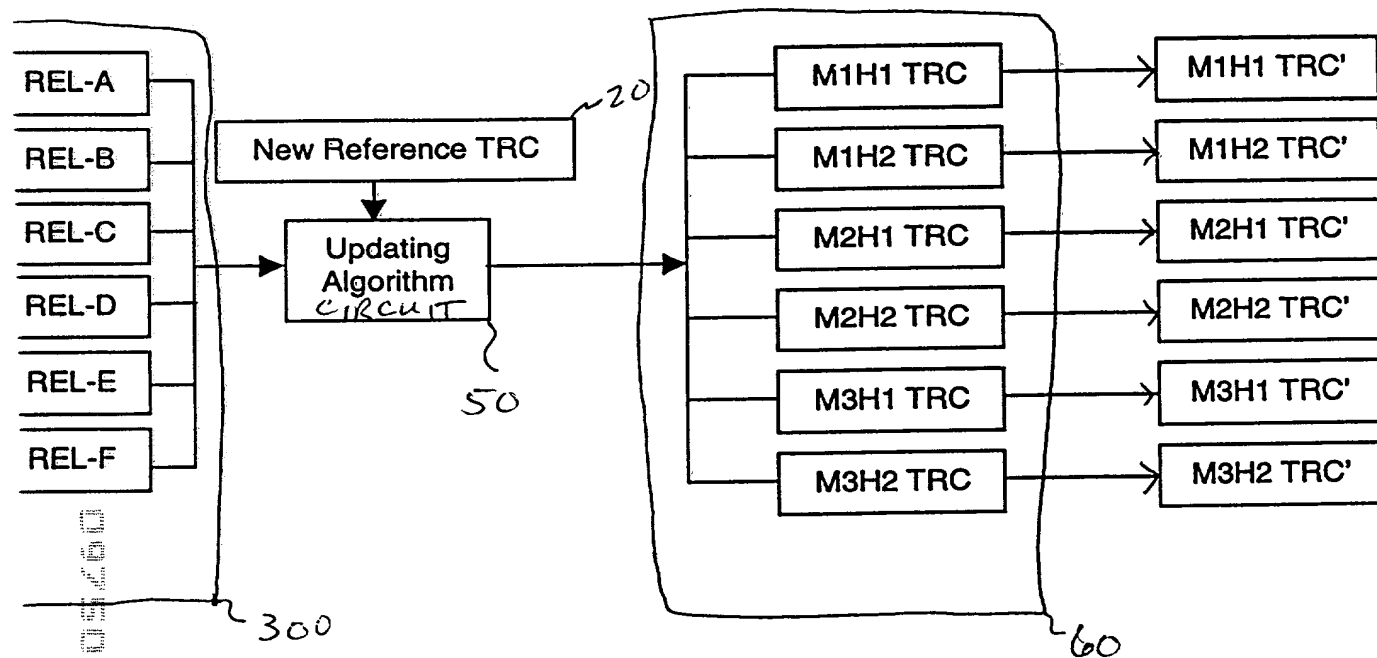 REL-A
REL-B
REL-C
REL-D
REL-E
REL-F
300
New Reference TRC
20
Updating
Algorithm
CIRCUIT
50
M1H1 TRC
M1H2 TRC
M2H1 TRC
M2H2 TRC
M3H1 TRC
M3H2 TRC
60
M1H1 TRC'
M1H2 TRC'
M2H1 TRC'
M2H2 TRC'
M3H1 TRC'
M3H2 TRC'